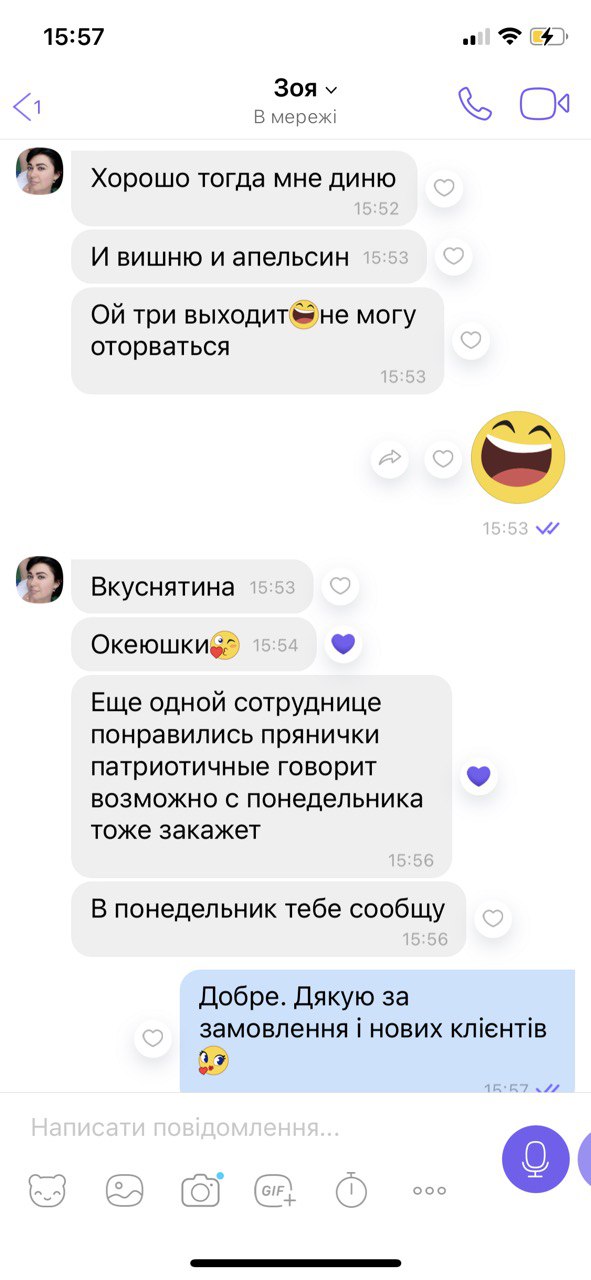 15:57
1
Зоя
В мережі
Хорошо тогда мне диню
15:52
И вишню и апельсин 15:53
Ой три выходит😆не могу
оторваться
15:53
15:53
Вкуснятина 15:53
Океюшки😘 15:54
Еще одной сотруднице
понравились прянички
патриотичные говорит
возможно с понедельника
тоже закажет
15:56
В понедельник тебе сообщу
15:56
Добре. Дякую за
замовлення і нових клієнтів
😘
15:57
Написати повідомлення...
GIF